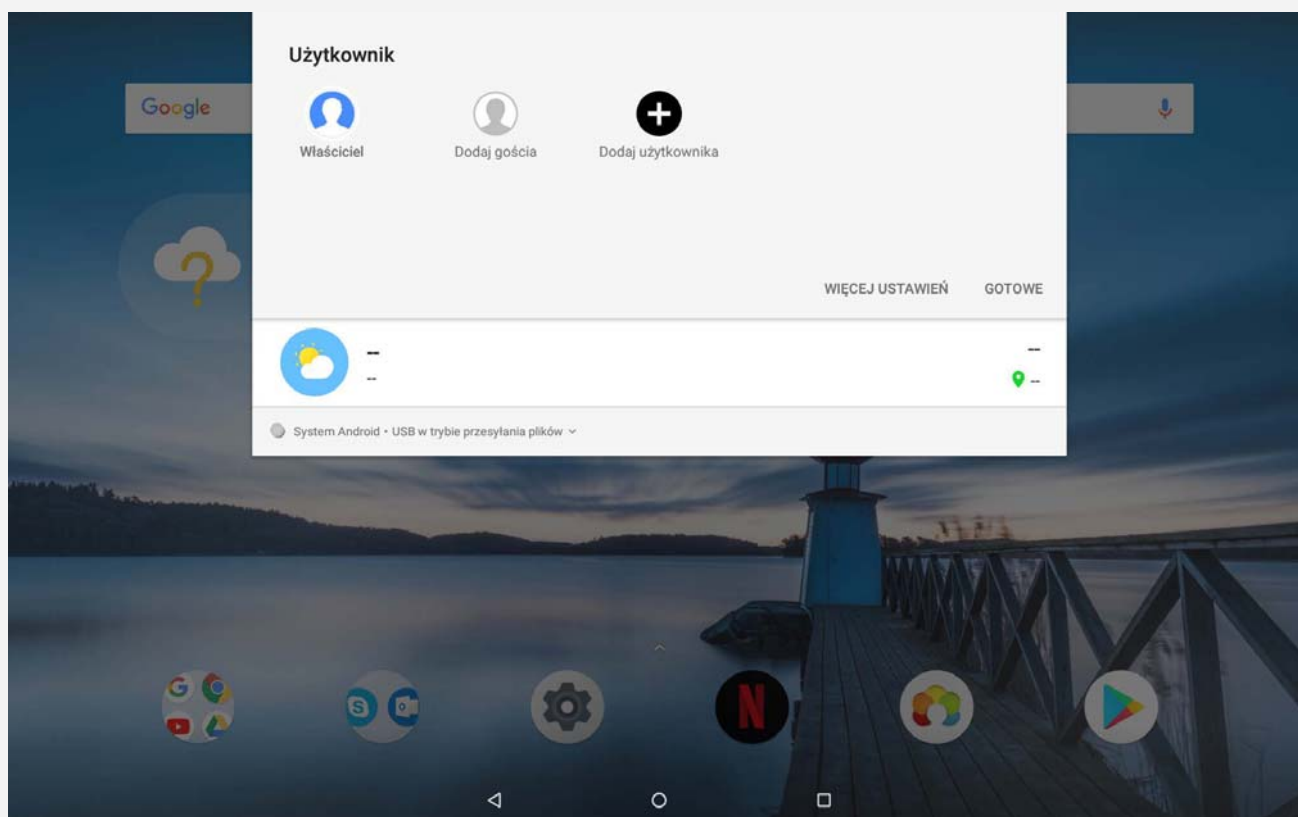 Użytkownik
Google
Właściciel
Dodaj gościa
Dodaj użytkownika
WIĘCEJ USTAWIEŃ
GOTOWE
-- --
-- --
System Android • USB w trybie przesyłania plików
G
S
o
N